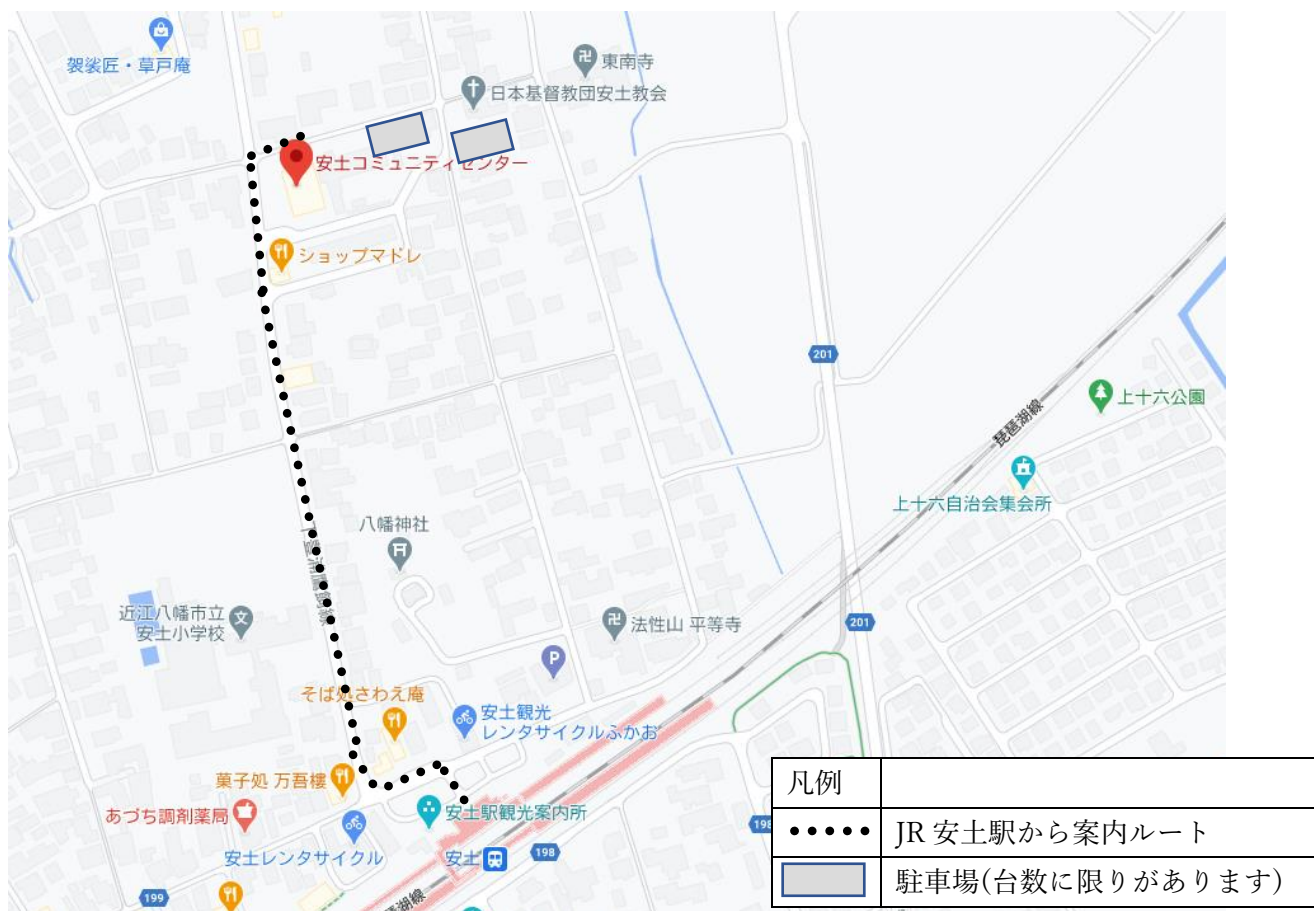 袈裟匠・草戸庵
卍 東南寺
日本基督教団安土教会
安土コミュニティセンター
ショップマドレ
201
琵琶湖線
上十六公園
上十六自治会集会所
八幡神社
近江八幡市立
安土小学校
文
卍 法性山 平等寺
201
P
そば処さわえ庵
安土観光
レンタサイクルふかお
菓子処 万吾樓
あづち調剤薬局
安土駅観光案内所
安土レンタサイクル
安土
198
198
199
凡例
JR 安土駅から案内ルート
駐車場(台数に限りがあります)